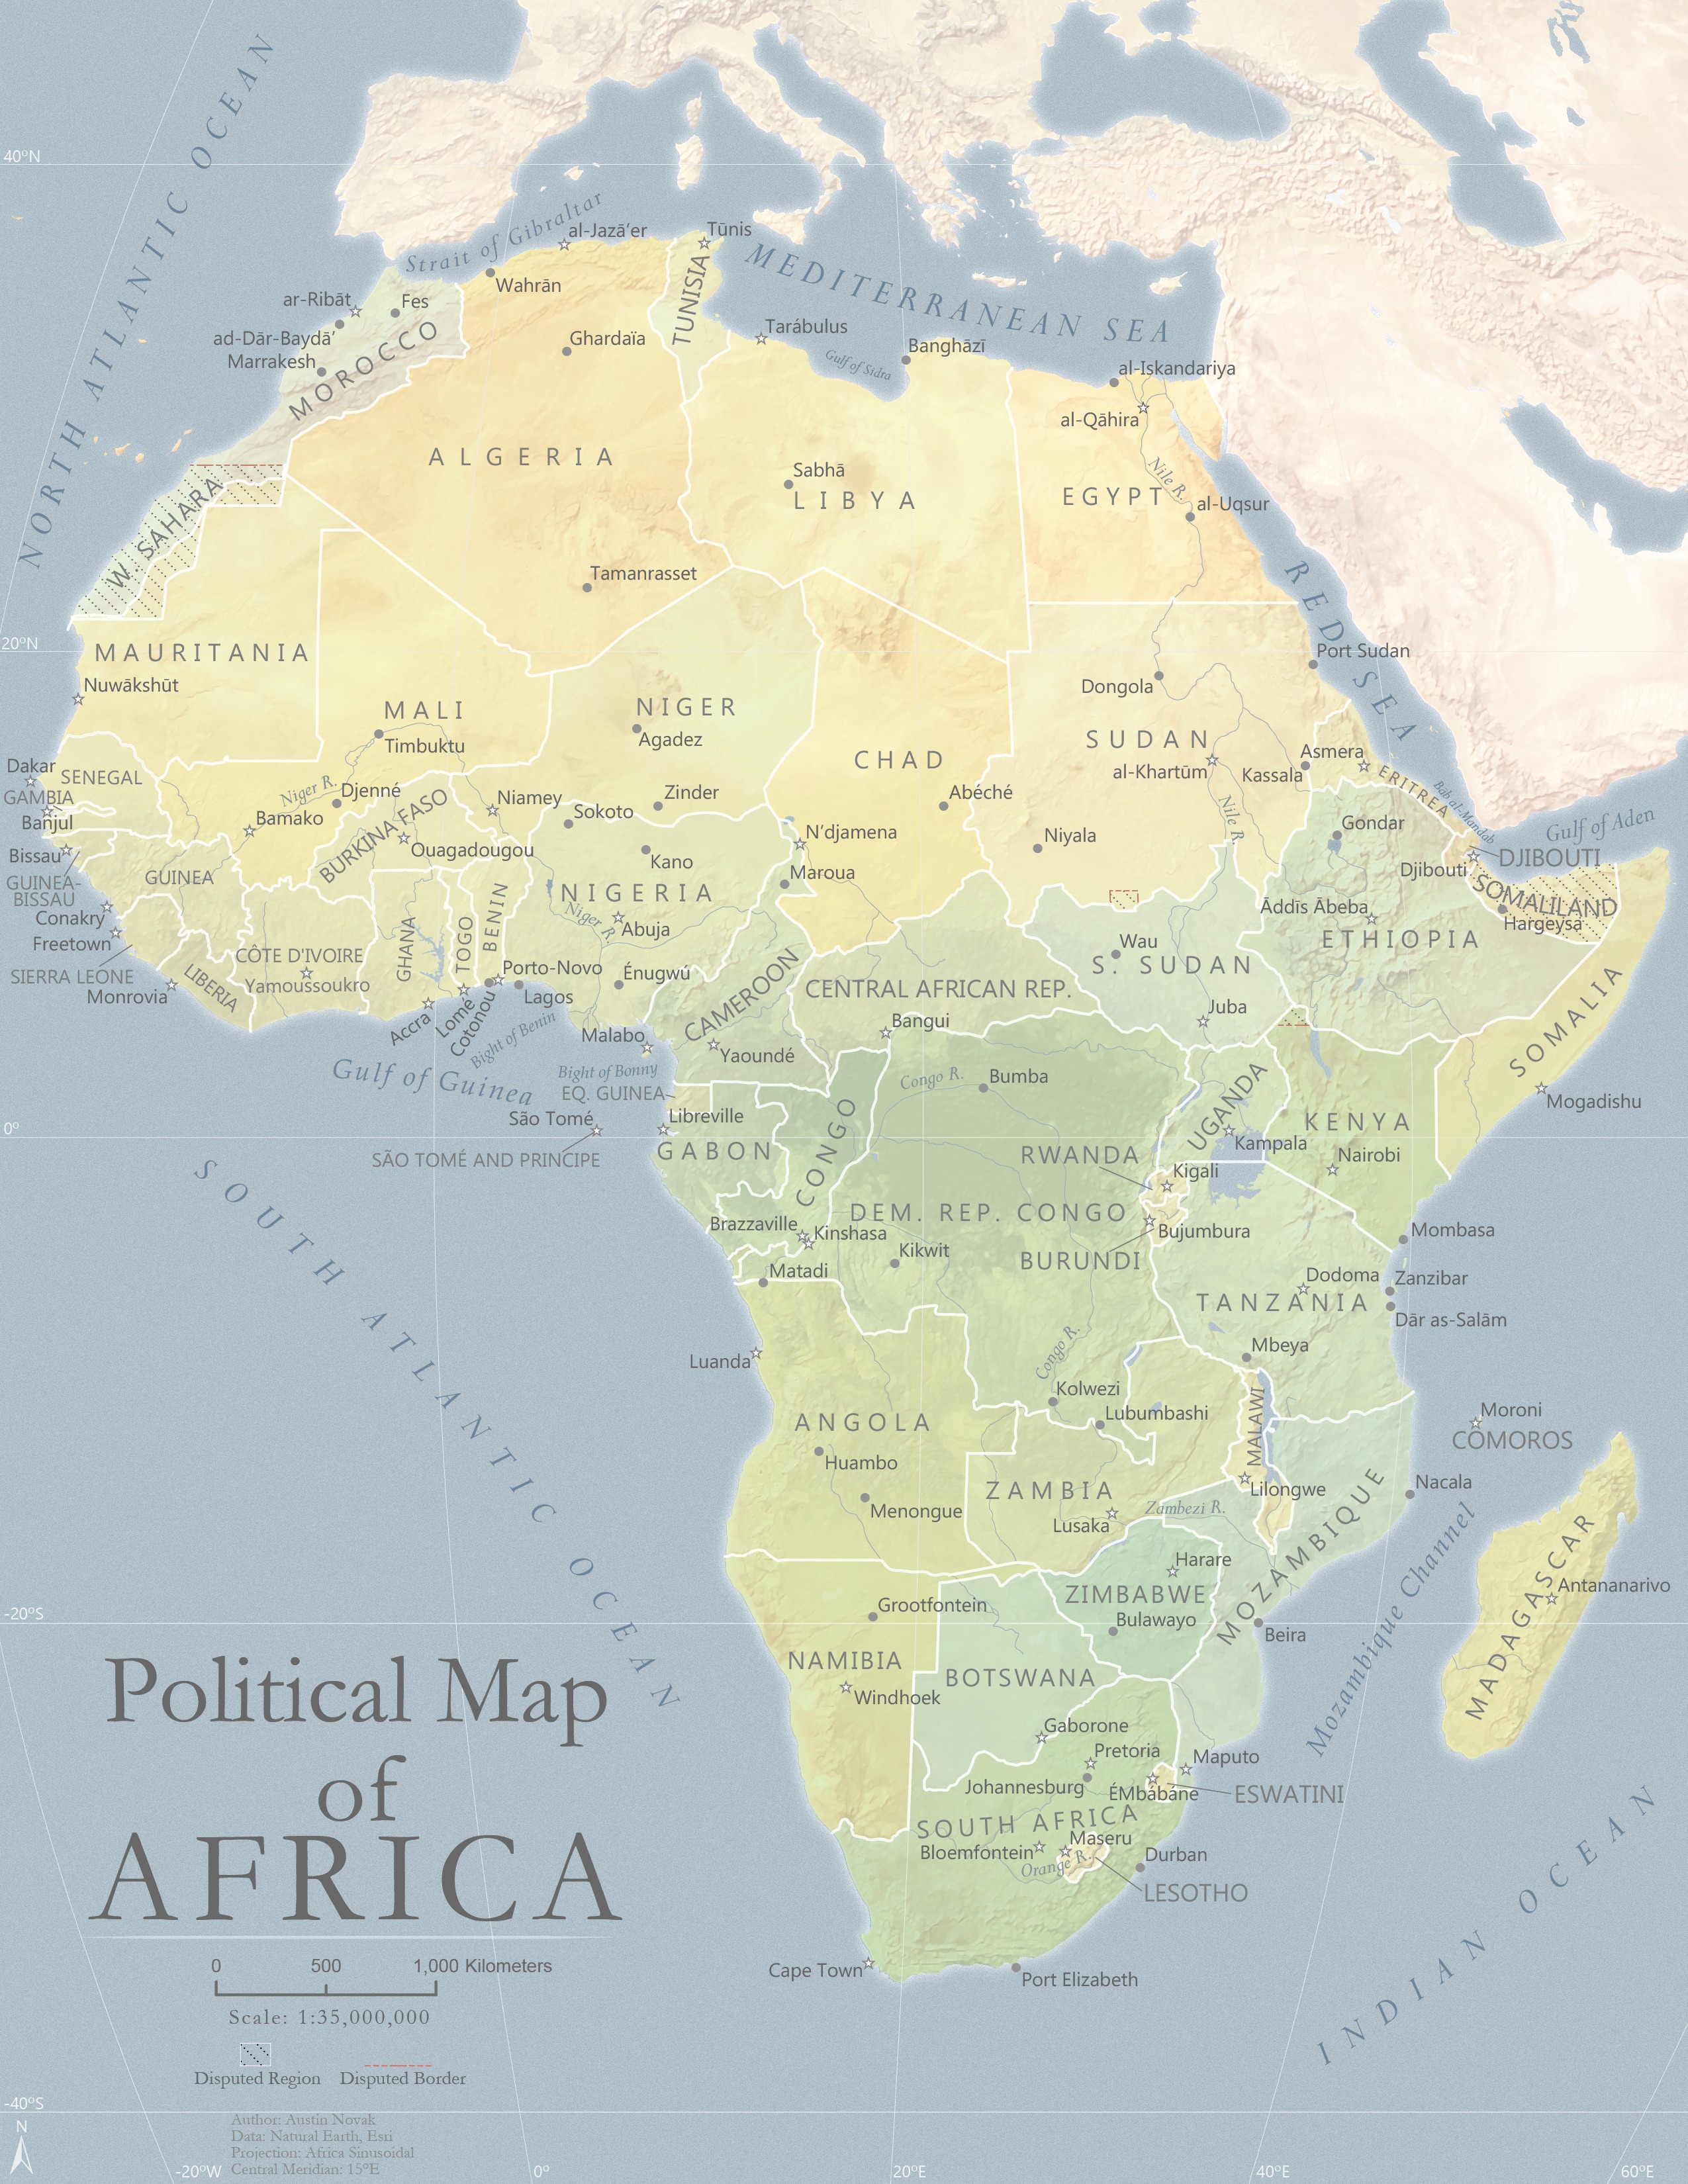 NORTH ATLANTIC OCEAN
40°N
Strait of Gibraltar
al-Jazā'er
Tūnis
MEDITERRANEAN SEA
Wahrān
TUNISIA
ar-Ribāt
Fes
ad-Dār-Baydā'
Marrakesh
MOROCCO
Ghardaïa
Tarábulus
Gulf of Sidra
Banghāzī
al-Iskandariya
al-Qāhira
ALGERIA
Sabhā
LIBYA
EGYPT
Nile R.
al-Uqsur
W. SAHARA
Tamanrasset
RED SEA
20°N
MAURITANIA
Nuwākshūt
MALI
Timbuktu
NIGER
Agadez
CHAD
Port Sudan
Dongola
SUDAN
al-Khartūm
Kassala
Asmera
ERITREA
Bab al-Mandab
Gulf of Aden
Dakar
SENEGAL
GAMBIA
Banjul
Niger R.
Djenné
Bamako
BURKINA FASO
Ouagadougou
Niamey
Sokoto
Zinder
Abéché
N'djamena
Niyala
Nile R.
Gondar
DJIBOUTI
Djibouti
Bissau
GUINEA-
BISSAU
GUINEA
Conakry
Freetown
SIERRA LEONE
Monrovia
LIBERIA
CÔTE D'IVOIRE
Yamoussoukro
GHANA
TOGO
BENIN
Kano
NIGERIA
Niger R.
Abuja
Maroua
Āddīs Ābeba
SOMALILAND
Hargeysa
ETHIOPIA
Wau
S. SUDAN
Juba
Porto-Novo
Lagos
Énugwú
Accra
Lomé
Cotonou
Bight of Benin
CAMEROON
CENTRAL AFRICAN REP.
Bangui
Yaoundé
Malabo
SOMALIA
Mogadishu
Gulf of Guinea
Bight of Bonny
EQ. GUINEA
São Tomé
SÃO TOMÉ AND PRINCIPE
Libreville
GABON
CONGO
Congo R.
Bumba
UGANDA
Kampala
KENYA
Nairobi
0°
RWANDA
Kigali
DEM. REP. CONGO
Bujumbura
BURUNDI
Brazzaville
Kinshasa
Kikwit
Matadi
Mombasa
Dodoma
Zanzibar
TANZANIA
Dār as-Salām
Mbeya
SOUTH ATLANTIC OCEAN
Luanda
Congo R.
Kolwezi
Lubumbashi
MALAWI
Moroni
COMOROS
ANGOLA
Huambo
Menongue
ZAMBIA
Lusaka
Zambezi R.
Lilongwe
Nacala
MOZAMBIQUE
Harare
ZIMBABWE
Bulawayo
Beira
Mozambique Channel
MADAGASCAR
Antananarivo
-20°S
Grootfontein
NAMIBIA
Windhoek
BOTSWANA
Gaborone
Pretoria
Johannesburg
Maputo
ÉMbábáne
ESWATINI
SOUTH AFRICA
Maseru
Bloemfontein
Orange R.
Durban
LESOTHO
Cape Town
Port Elizabeth
INDIAN OCEAN
Political Map
of
AFRICA
0 500 1,000 Kilometers
Scale: 1:35,000,000
Disputed Region Disputed Border
-40°S
N
Author: Austin Novak
Data: Natural Earth, Esri
Projection: Africa Sinusoidal
Central Meridian: 15°E
-20°W 0° 20°E 40°E 60°E